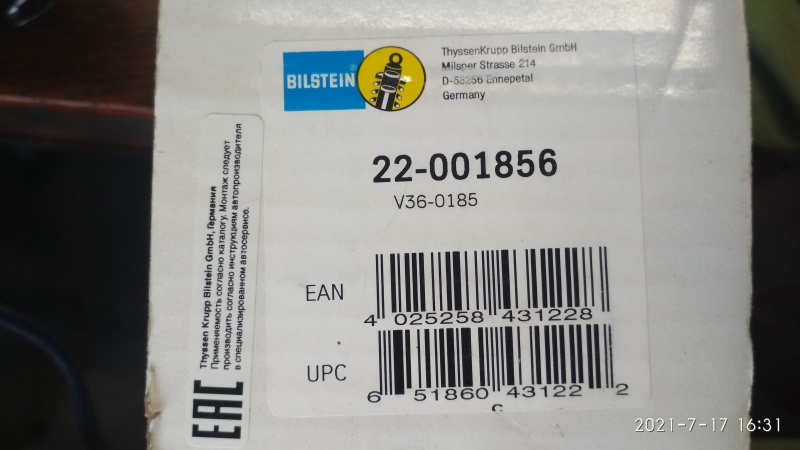 BILSTEIN®
ThyssenKrupp Bilstein GmbH
Milsper Strasse 214
D-58256 Ennepetal
Germany
22-001856
V36-0185
EAN
4 025258 431228
UPC
6 51860 43122 2
C
Thyssen Krupp Bilstein GmbH, Германия
Применяемость согласно каталогу. Монтаж следует
производить согласно инструкциям автопроизводителя
в специализированном автосервисе.
EAC
2021-7-17 16:31